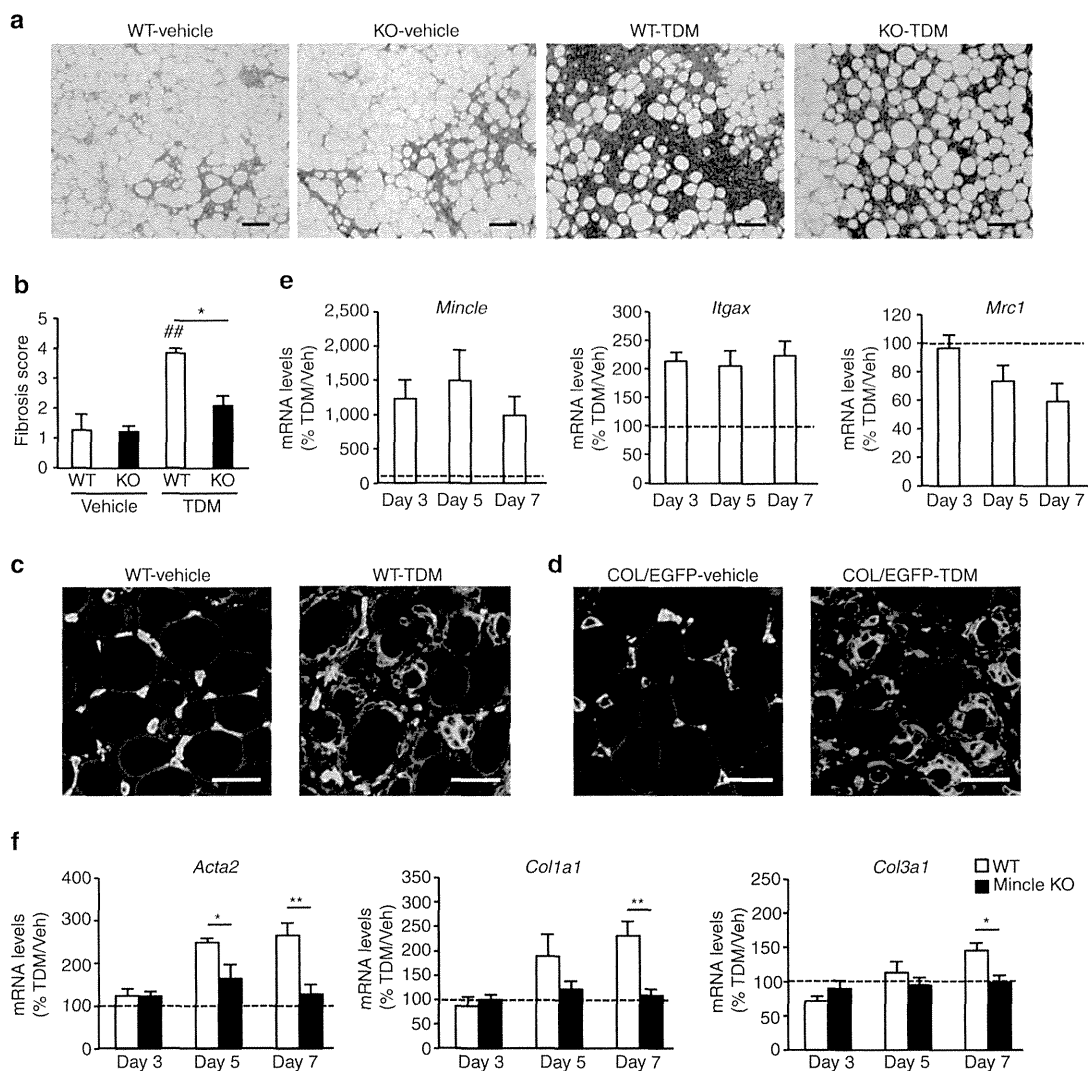 a
WT-vehicle KO-vehicle WT-TDM KO-TDM
b
Fibrosis score
5
4
3
2
1
0
##
*
WT KO WT KO
Vehicle TDM
e
Mincle
mRNA levels
(% TDM/Veh)
2,500
2,000
1,500
1,000
500
0
Day 3 Day 5 Day 7
Itgax
mRNA levels
(% TDM/Veh)
300
250
200
150
100
50
0
Day 3 Day 5 Day 7
Mrc1
mRNA levels
(% TDM/Veh)
120
100
80
60
40
20
0
Day 3 Day 5 Day 7
c
WT-vehicle WT-TDM
d
COL/EGFP-vehicle COL/EGFP-TDM
f
Acta2
mRNA levels
(% TDM/Veh)
400
300
200
100
0
*
**
Day 3 Day 5 Day 7
Col1a1
mRNA levels
(% TDM/Veh)
350
300
250
200
150
100
50
0
**
Day 3 Day 5 Day 7
Col3a1
mRNA levels
(% TDM/Veh)
250
200
150
100
50
0
*
Day 3 Day 5 Day 7
WT
Mincle KO